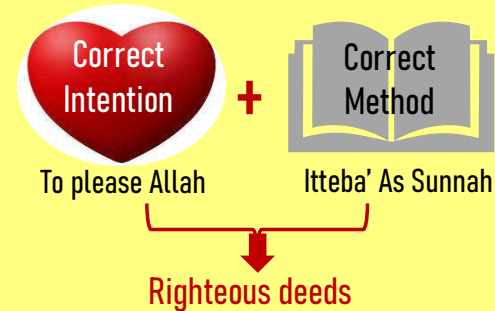 Correct
Intention
+
Correct
Method
To please Allah
Itteba' As Sunnah
Righteous deeds